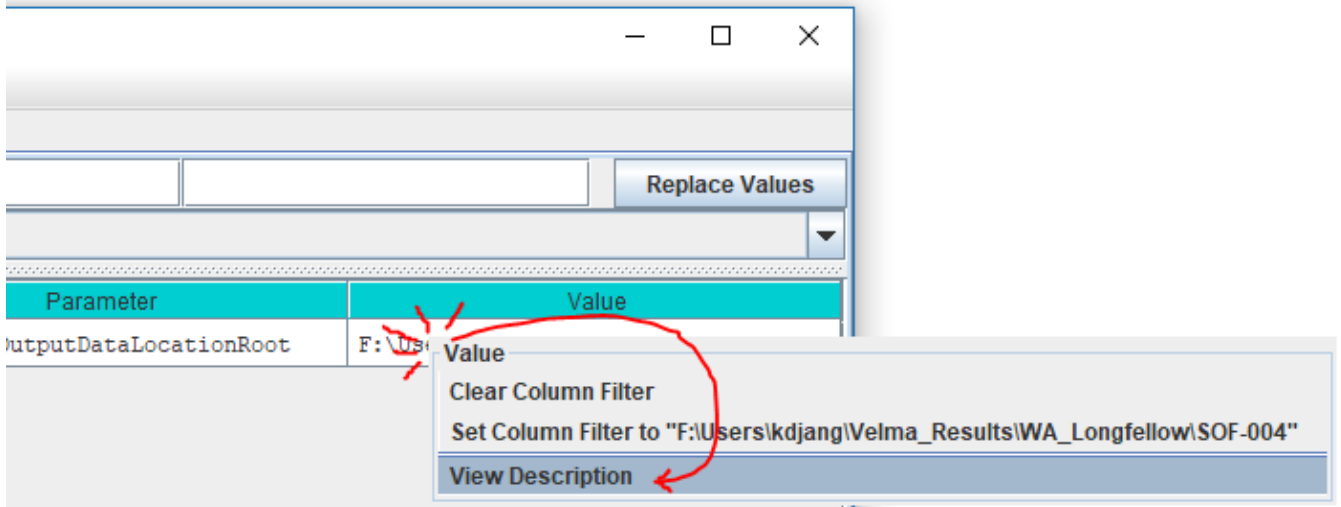 Replace Values
Parameter Value
outputDataLocationRoot F:\Use
Value
Clear Column Filter
Set Column Filter to "F:\Users\kdjang\Velma_Results\WA_Longfellow\SOF-004"
View Description